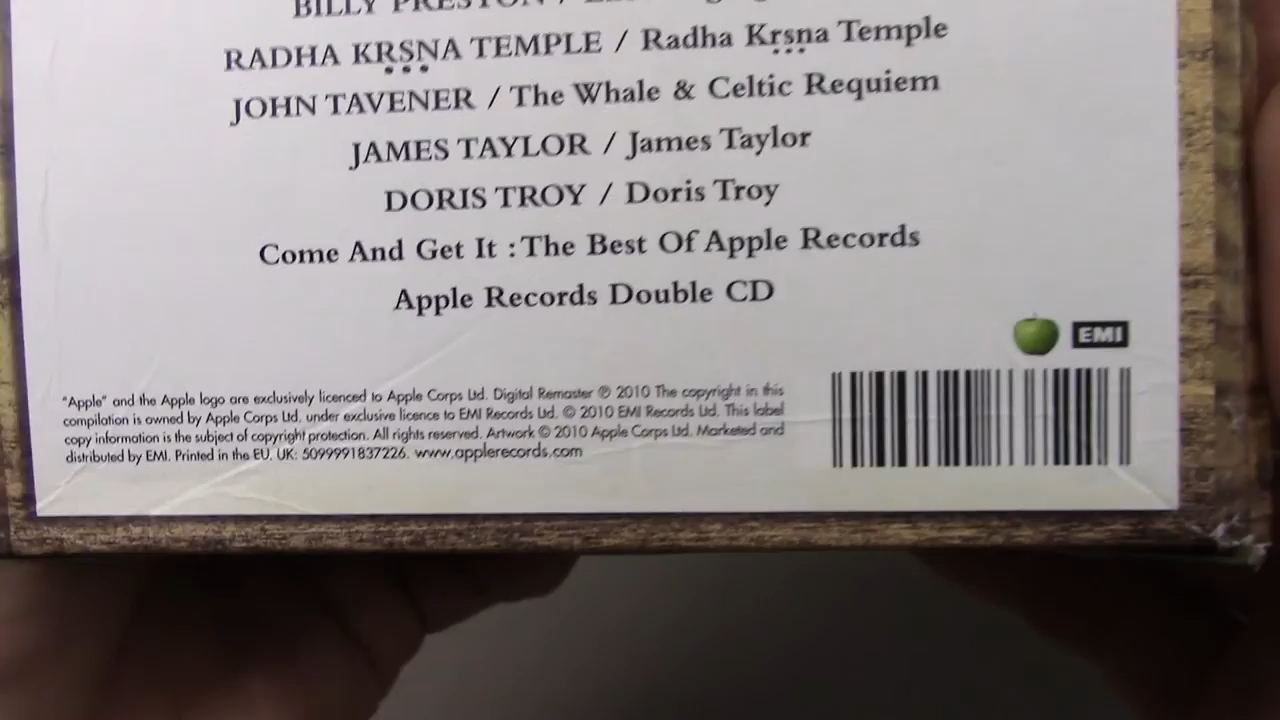 BILLY PRESTON /
RADHA KṚṢṆA TEMPLE / Radha Kṛṣṇa Temple
JOHN TAVENER / The Whale & Celtic Requiem
JAMES TAYLOR / James Taylor
DORIS TROY / Doris Troy
Come And Get It : The Best Of Apple Records
Apple Records Double CD
EMI
"Apple" and the Apple logo are exclusively licenced to Apple Corps Ltd. Digital Remaster ℗ 2010 The copyright in this
compilation is owned by Apple Corps Ltd. under exclusive licence to EMI Records Ltd. © 2010 EMI Records Ltd. This label
copy information is the subject of copyright protection. All rights reserved. Artwork © 2010 Apple Corps Ltd. Marketed and
distributed by EMI. Printed in the EU. UK: 5099991837226. www.applerecords.com